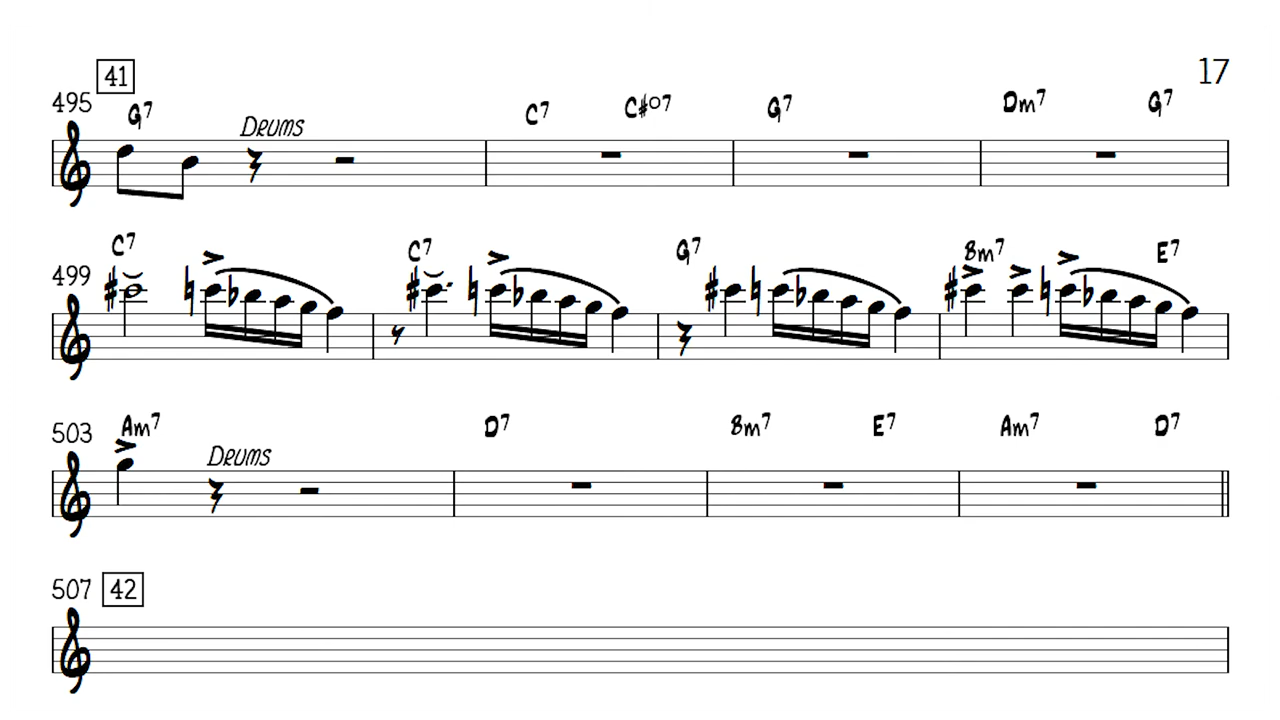 41 17
495 G7 Drums C7 C#o7 G7 Dm7 G7
499 C7 C7 G7 Bm7 E7
503 Am7 Drums D7 Bm7 E7 Am7 D7
507 42